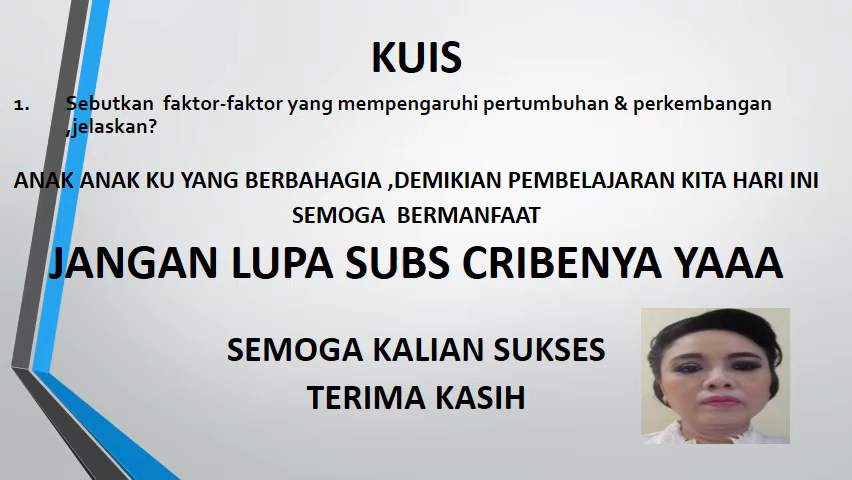 KUIS
1. Sebutkan faktor-faktor yang mempengaruhi pertumbuhan & perkembangan
,jelaskan?
ANAK ANAK KU YANG BERBAHAGIA ,DEMIKIAN PEMBELAJARAN KITA HARI INI
SEMOGA BERMANFAAT
JANGAN LUPA SUBS CRIBENYA YAAA
SEMOGA KALIAN SUKSES
TERIMA KASIH